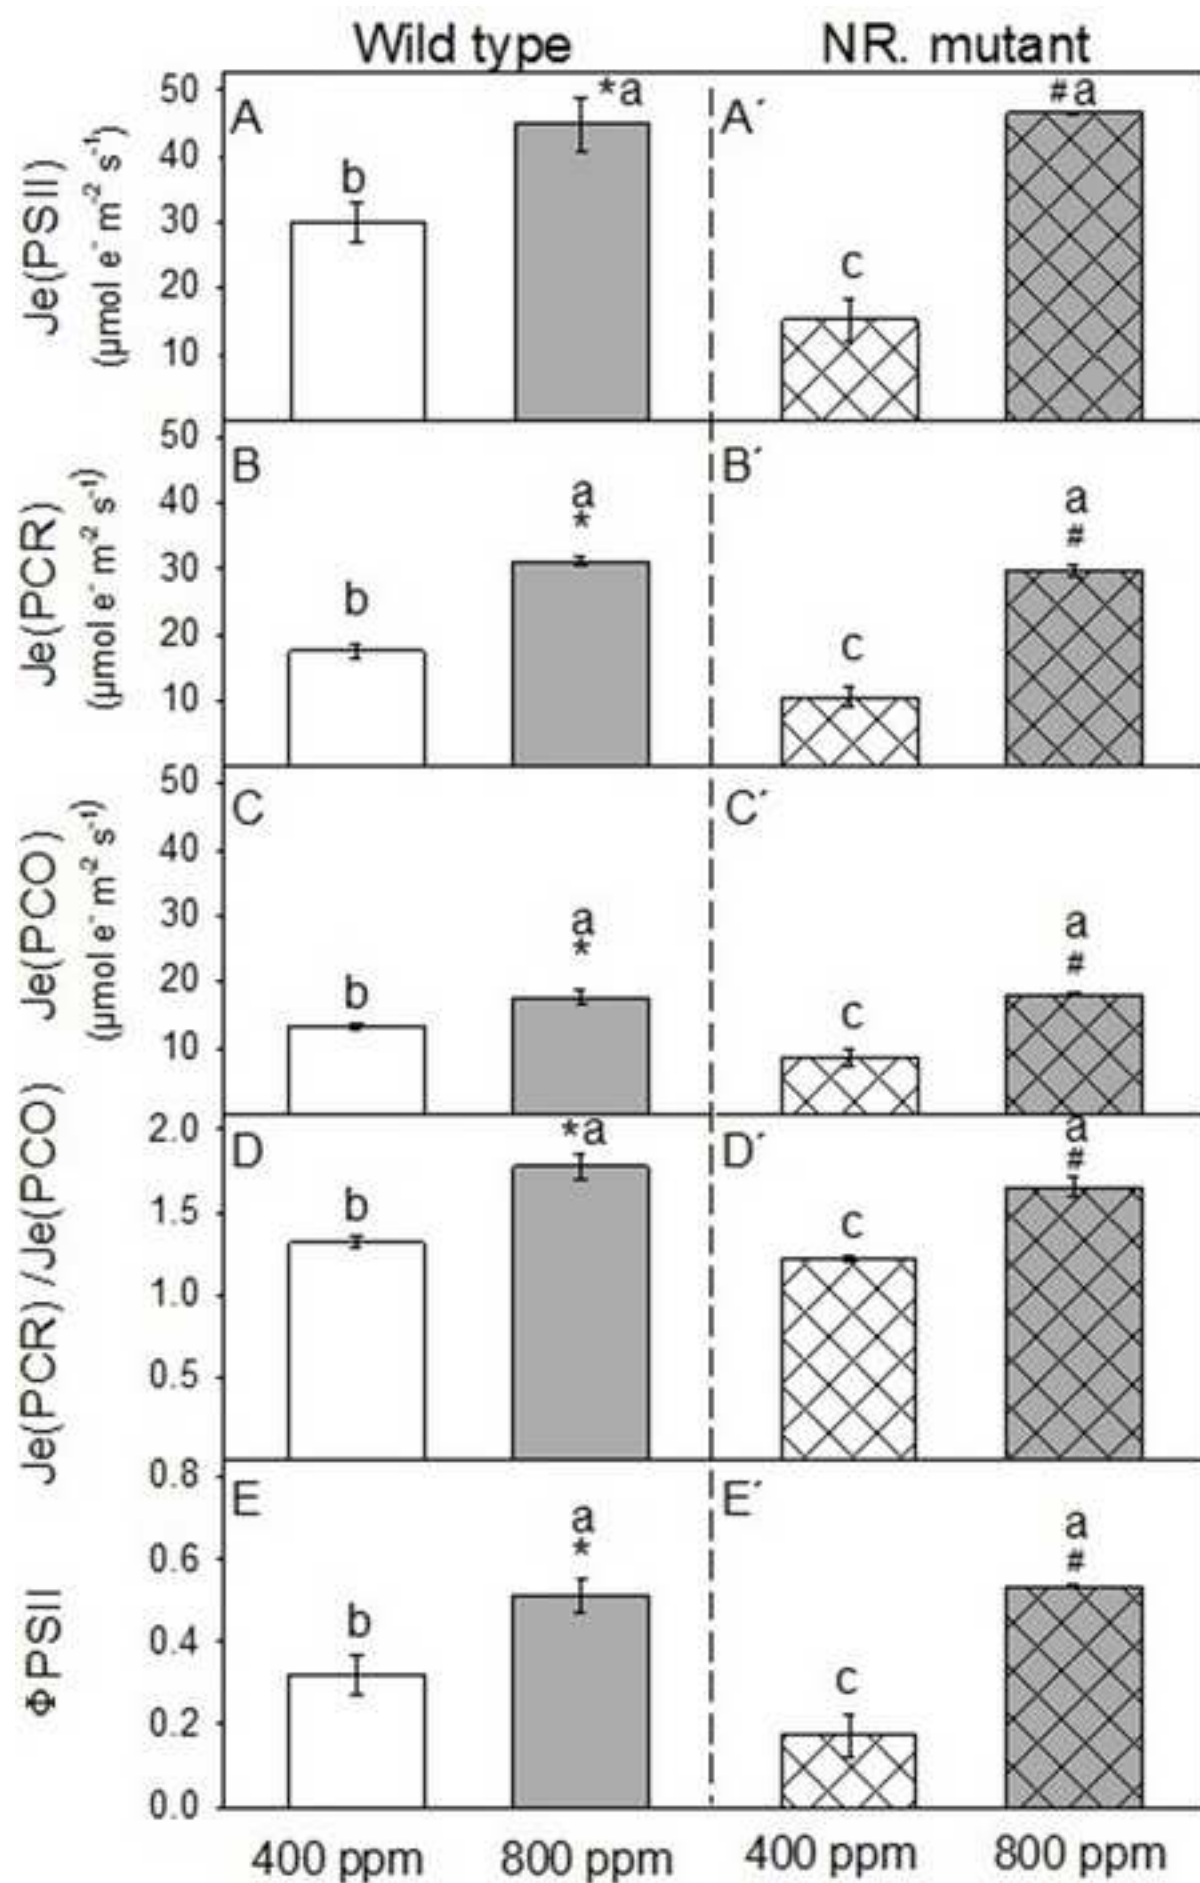 Wild type NR. mutant
Je(PSII)
(µmol e⁻ m⁻² s⁻¹)
50
40
30
20
10
A
b
*a
A´
c
#a
Je(PCR)
(µmol e⁻ m⁻² s⁻¹)
50
40
30
20
10
B
b
a
*
B´
c
a
#
Je(PCO)
(µmol e⁻ m⁻² s⁻¹)
50
40
30
20
10
C
b
a
*
C´
c
a
#
Je(PCR) /Je(PCO)
2.0
1.5
1.0
0.5
D
b
*a
D´
c
a
#
ΦPSII
0.8
0.6
0.4
0.2
0.0
E
b
a
*
E´
c
a
#
400 ppm 800 ppm 400 ppm 800 ppm